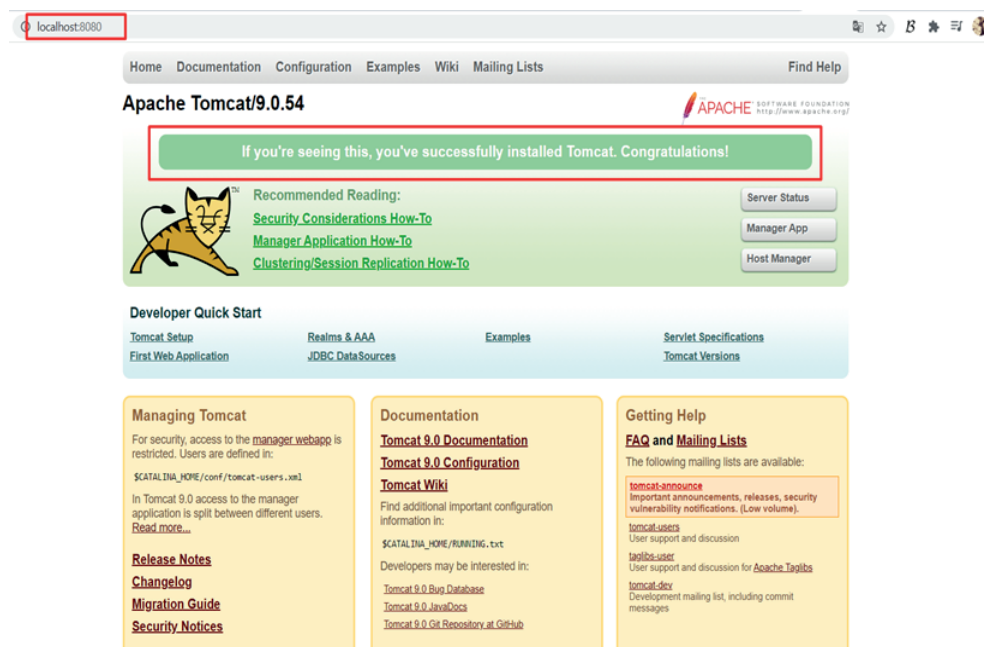 localhost:8080
Home Documentation Configuration Examples Wiki Mailing Lists Find Help
Apache Tomcat/9.0.54
THE APACHE SOFTWARE FOUNDATION
http://www.apache.org/
If you're seeing this, you've successfully installed Tomcat. Congratulations!
TM
Recommended Reading:
Security Considerations How-To
Manager Application How-To
Clustering/Session Replication How-To
Server Status
Manager App
Host Manager
Developer Quick Start
Tomcat Setup
First Web Application
Realms & AAA
JDBC DataSources
Examples
Servlet Specifications
Tomcat Versions
Managing Tomcat
For security, access to the manager webapp is
restricted. Users are defined in:
$CATALINA_HOME/conf/tomcat-users.xml
In Tomcat 9.0 access to the manager
application is split between different users.
Read more...
Release Notes
Changelog
Migration Guide
Security Notices
Documentation
Tomcat 9.0 Documentation
Tomcat 9.0 Configuration
Tomcat Wiki
Find additional important configuration
information in:
$CATALINA_HOME/RUNNING.txt
Developers may be interested in:
Tomcat 9.0 Bug Database
Tomcat 9.0 JavaDocs
Tomcat 9.0 Git Repository at GitHub
Getting Help
FAQ and Mailing Lists
The following mailing lists are available:
tomcat-announce
Important announcements, releases, security
vulnerability notifications. (Low volume).
tomcat-users
User support and discussion
taglibs-user
User support and discussion for Apache Taglibs
tomcat-dev
Development mailing list, including commit
messages